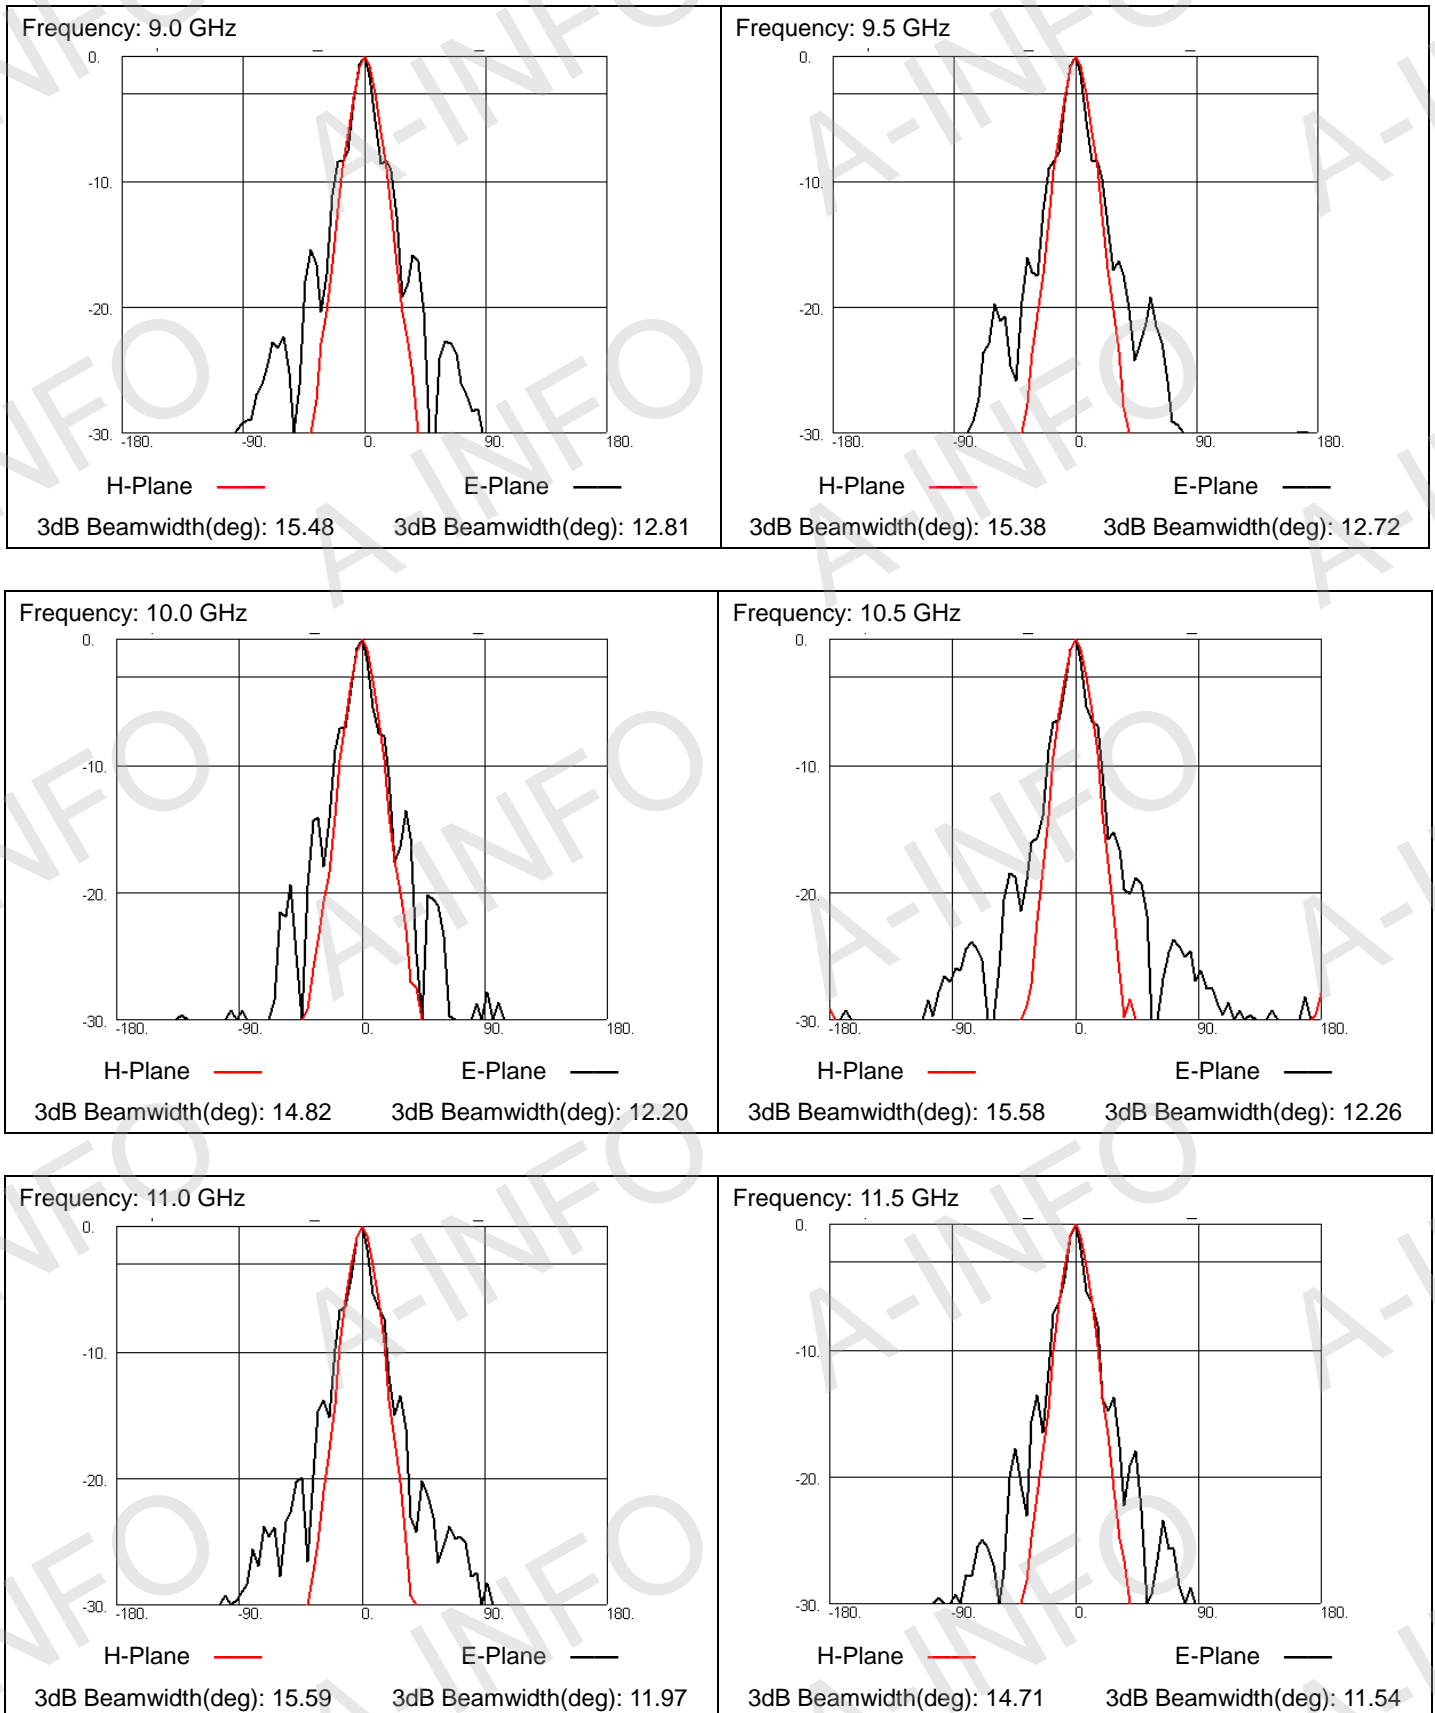 Frequency: 9.0 GHz
0.
-10.
-20.
-30.
-180. -90. 0. 90. 180.
H-Plane E-Plane
3dB Beamwidth(deg): 15.48 3dB Beamwidth(deg): 12.81
Frequency: 9.5 GHz
0.
-10.
-20.
-30.
-180. -90. 0. 90. 180.
H-Plane E-Plane
3dB Beamwidth(deg): 15.38 3dB Beamwidth(deg): 12.72
Frequency: 10.0 GHz
0.
-10.
-20.
-30.
-180. -90. 0. 90. 180.
H-Plane E-Plane
3dB Beamwidth(deg): 14.82 3dB Beamwidth(deg): 12.20
Frequency: 10.5 GHz
0.
-10.
-20.
-30.
-180. -90. 0. 90. 180.
H-Plane E-Plane
3dB Beamwidth(deg): 15.58 3dB Beamwidth(deg): 12.26
Frequency: 11.0 GHz
0.
-10.
-20.
-30.
-180. -90. 0. 90. 180.
H-Plane E-Plane
3dB Beamwidth(deg): 15.59 3dB Beamwidth(deg): 11.97
Frequency: 11.5 GHz
0.
-10.
-20.
-30.
-180. -90. 0. 90. 180.
H-Plane E-Plane
3dB Beamwidth(deg): 14.71 3dB Beamwidth(deg): 11.54
A-INFO